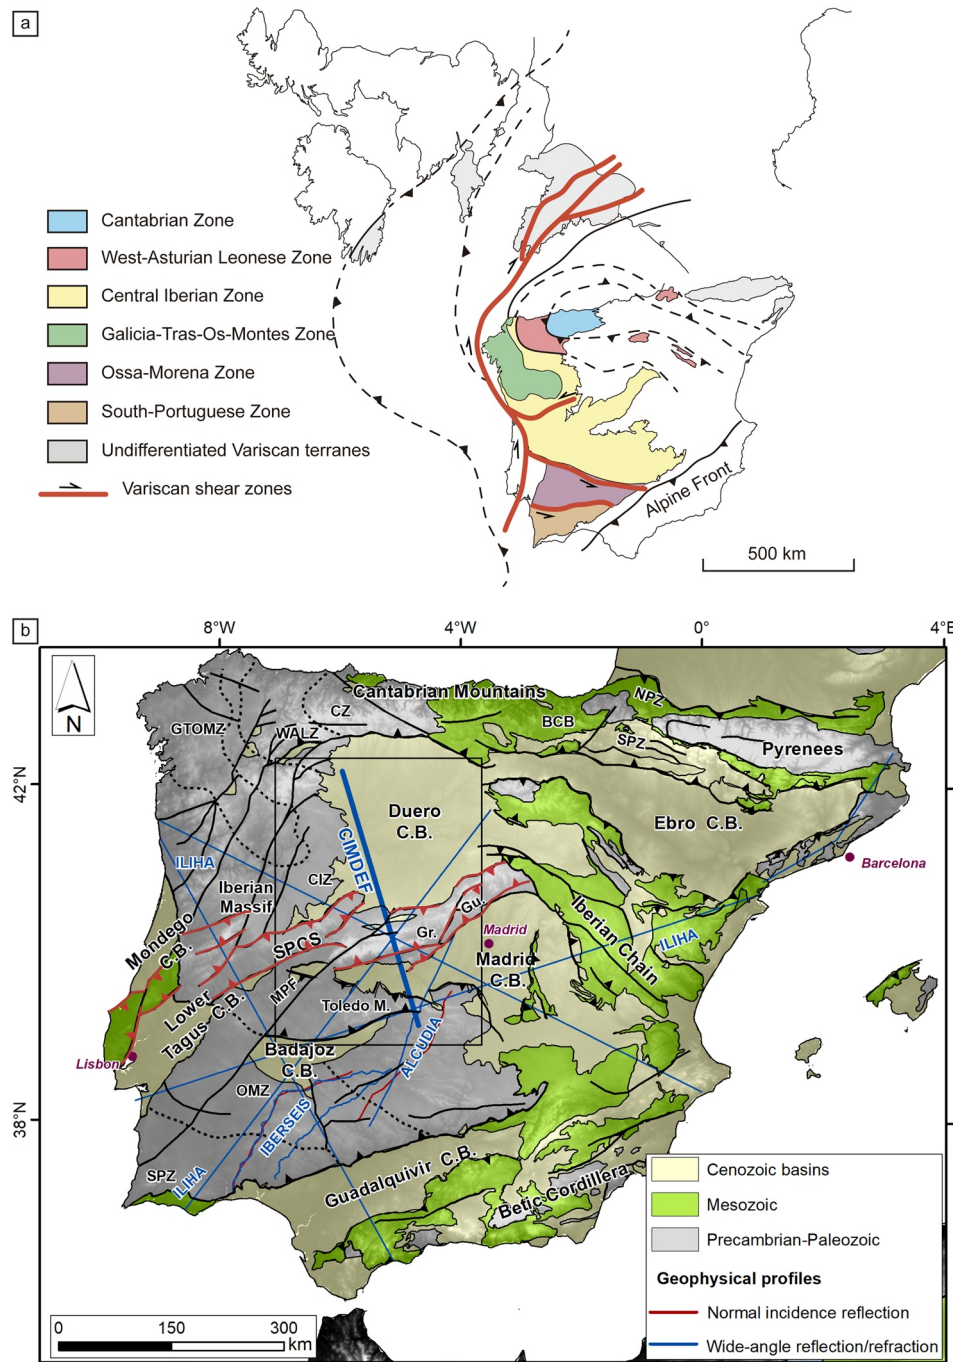 a
Cantabrian Zone
West-Asturian Leonese Zone
Central Iberian Zone
Galicia-Tras-Os-Montes Zone
Ossa-Morena Zone
South-Portuguese Zone
Undifferentiated Variscan terranes
Variscan shear zones
Alpine Front
500 km
b
8°W
4°W
0°
4°E
N
Cantabrian Mountains
CZ
GTOMZ
WALZ
BCB
NPZ
SPZ
Pyrenees
42°N
Duero
C.B.
Ebro C.B.
CIMDEF
ILIHA
Barcelona
CIZ
Iberian
Massif
Gu.
Iberian Chain
Mondego
C.B.
SPCS
Gr.
Madrid
ILIHA
Madrid
C.B.
MPF
Lower
Tagus C.B.
Toledo M.
Lisbon
Badajoz
C.B.
ALCUDIA
OMZ
38°N
IBERSEIS
SPZ
ILIHA
Guadalquivir C.B.
Betic Cordillera
Cenozoic basins
Mesozoic
Precambrian-Paleozoic
Geophysical profiles
Normal incidence reflection
Wide-angle reflection/refraction
0 150 300
km